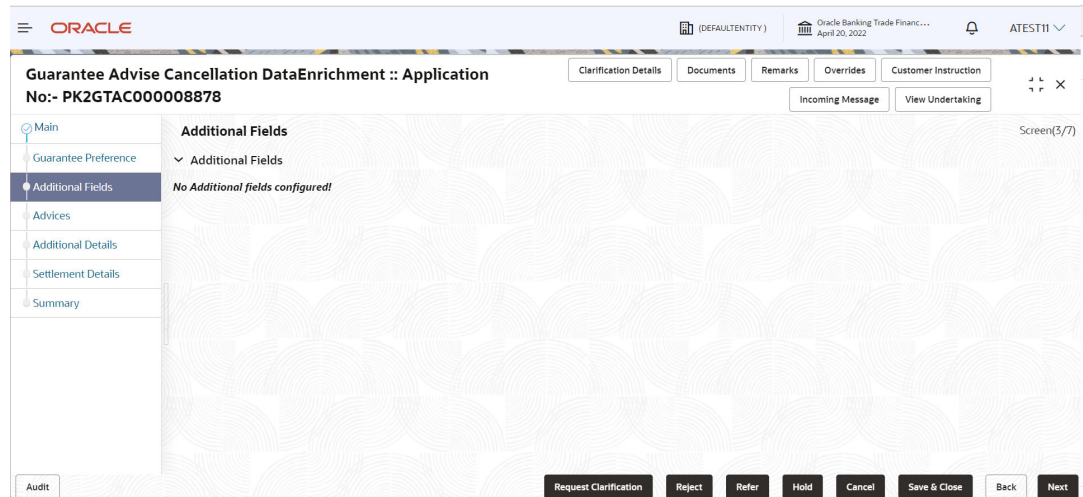 ORACLE
(DEFAULTENTITY)
Oracle Banking Trade Financ...
April 20, 2022
ATEST11
Guarantee Advise Cancellation DataEnrichment :: Application
No:- PK2GTAC000008878
Clarification Details
Documents
Remarks
Overrides
Customer Instruction
Incoming Message
View Undertaking
Main
Guarantee Preference
Additional Fields
Advices
Additional Details
Settlement Details
Summary
Additional Fields
Screen(3/7)
Additional Fields
No Additional fields configured!
Audit
Request Clarification
Reject
Refer
Hold
Cancel
Save & Close
Back
Next